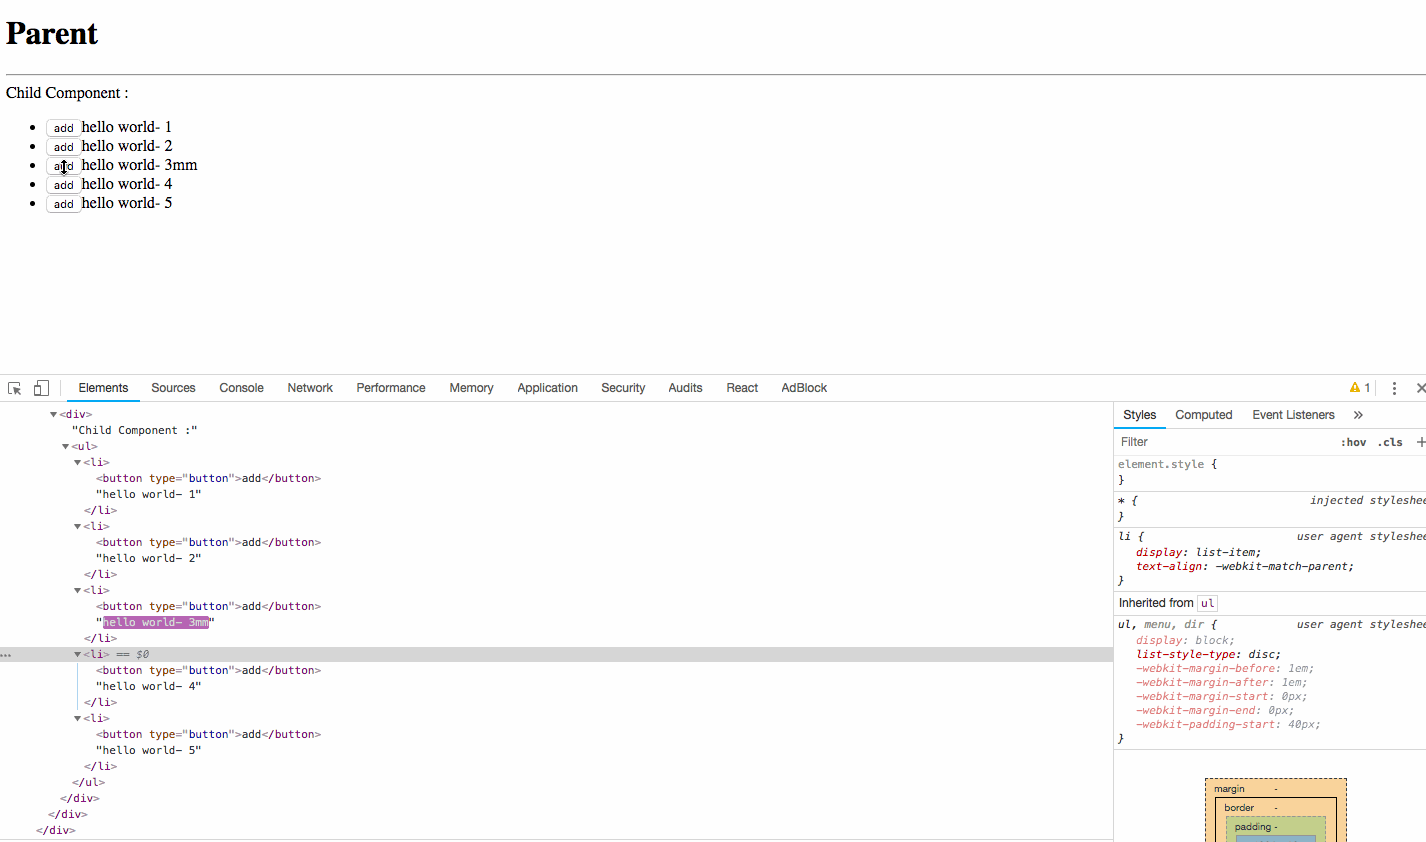 Parent
Child Component :
add hello world- 1
add hello world- 2
add hello world- 3mm
add hello world- 4
add hello world- 5
Elements Sources Console Network Performance Memory Application Security Audits React AdBlock 1
▼<div>
"Child Component :"
▼<ul>
▼<li>
<button type="button">add</button>
"hello world- 1"
</li>
▼<li>
<button type="button">add</button>
"hello world- 2"
</li>
▼<li>
<button type="button">add</button>
"hello world- 3mm"
</li>
... ▼<li> == $0
<button type="button">add</button>
"hello world- 4"
</li>
▼<li>
<button type="button">add</button>
"hello world- 5"
</li>
</ul>
</div>
</div>
</div>
Styles Computed Event Listeners »
Filter :hov .cls +
element.style {
}
* { injected styleshee
}
li { user agent styleshee
display: list-item;
text-align: -webkit-match-parent;
}
Inherited from ul
ul, menu, dir { user agent styleshee
display: block;
list-style-type: disc;
-webkit-margin-before: 1em;
-webkit-margin-after: 1em;
-webkit-margin-start: 0px;
-webkit-margin-end: 0px;
-webkit-padding-start: 40px;
}
margin -
border -
padding -